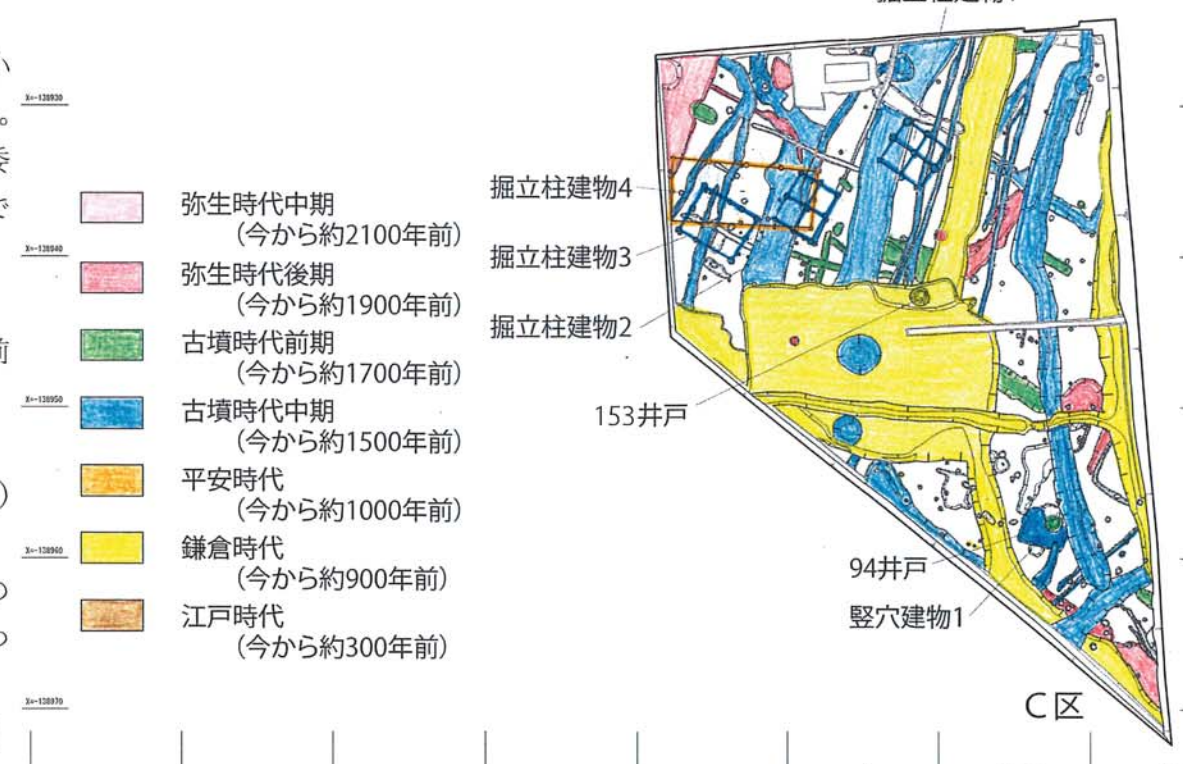 X=-138930
X=-138940
X=-138950
X=-138960
X=-138970
弥生時代中期
(今から約2100年前)
弥生時代後期
(今から約1900年前)
古墳時代前期
(今から約1700年前)
古墳時代中期
(今から約1500年前)
平安時代
(今から約1000年前)
鎌倉時代
(今から約900年前)
江戸時代
(今から約300年前)
掘立柱建物4
掘立柱建物3
掘立柱建物2
153井戸
94井戸
竪穴建物1
C区